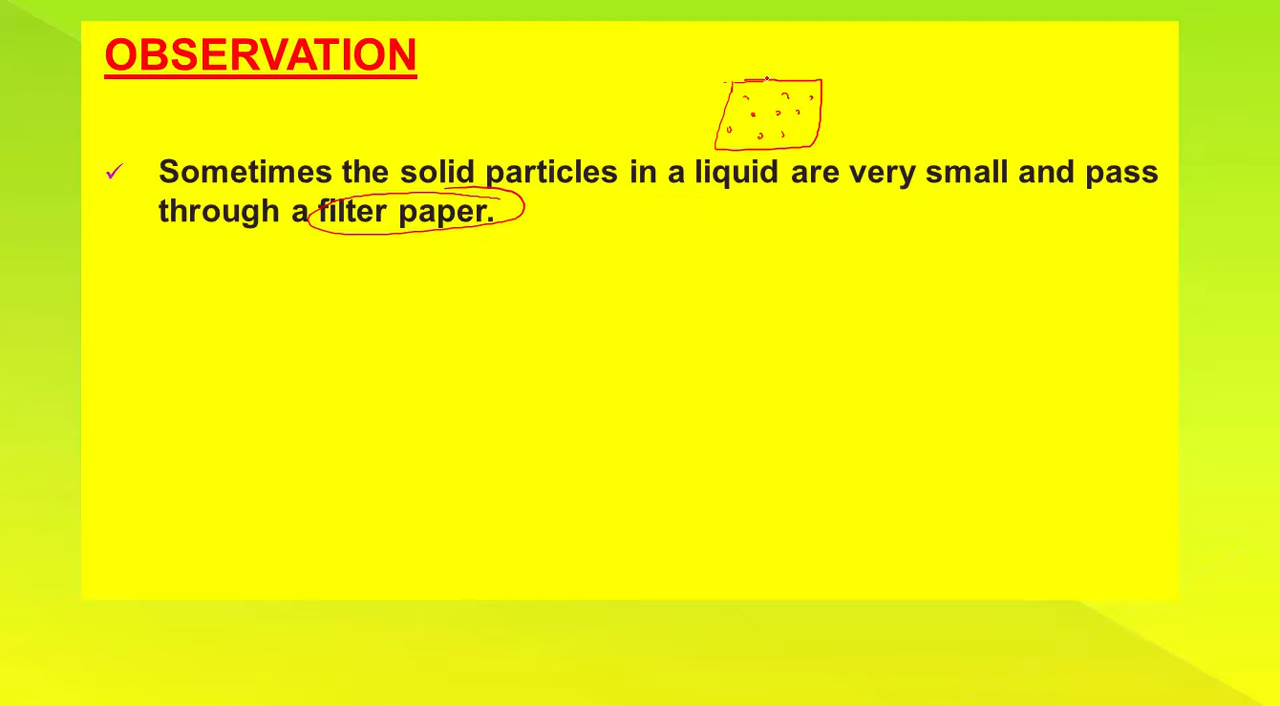 OBSERVATION
✓ Sometimes the solid particles in a liquid are very small and pass
through a filter paper.